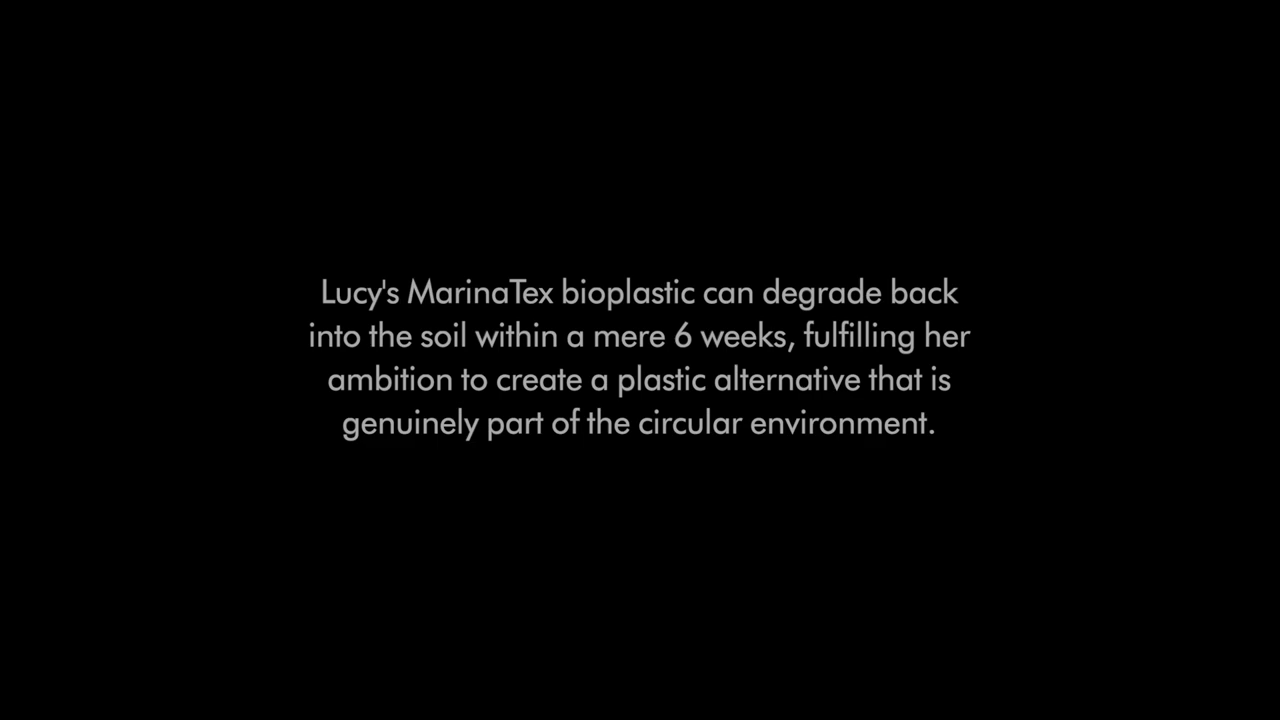 Lucy's MarinaTex bioplastic can degrade back
into the soil within a mere 6 weeks, fulfilling her
ambition to create a plastic alternative that is
genuinely part of the circular environment.